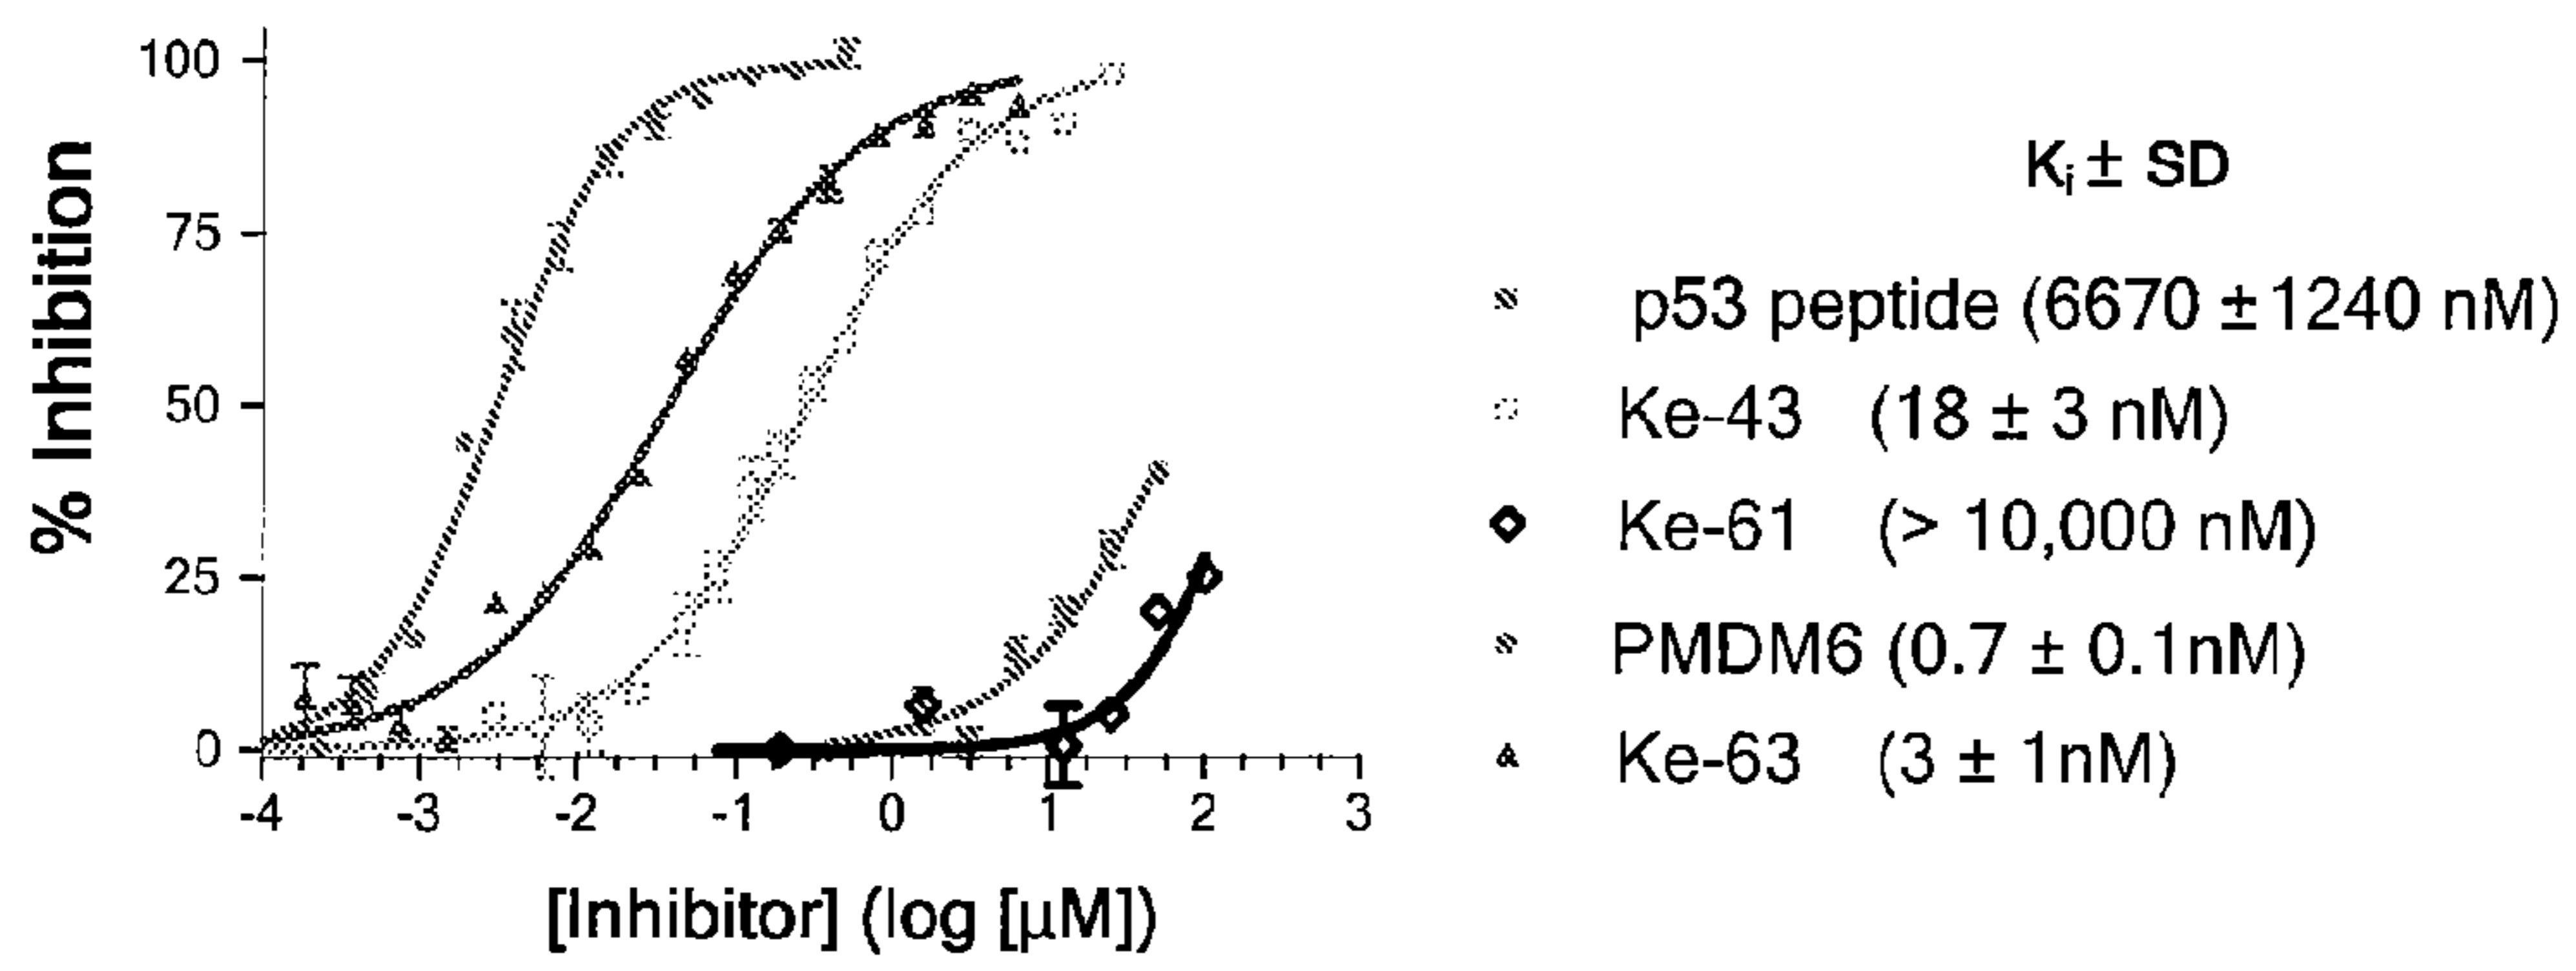 % Inhibition
100
75
50
25
0
-4 -3 -2 -1 0 1 2 3
[Inhibitor] (log [µM])
Ki ± SD
p53 peptide (6670 ±1240 nM)
Ke-43 (18 ± 3 nM)
Ke-61 (> 10,000 nM)
PMDM6 (0.7 ± 0.1nM)
Ke-63 (3 ± 1nM)